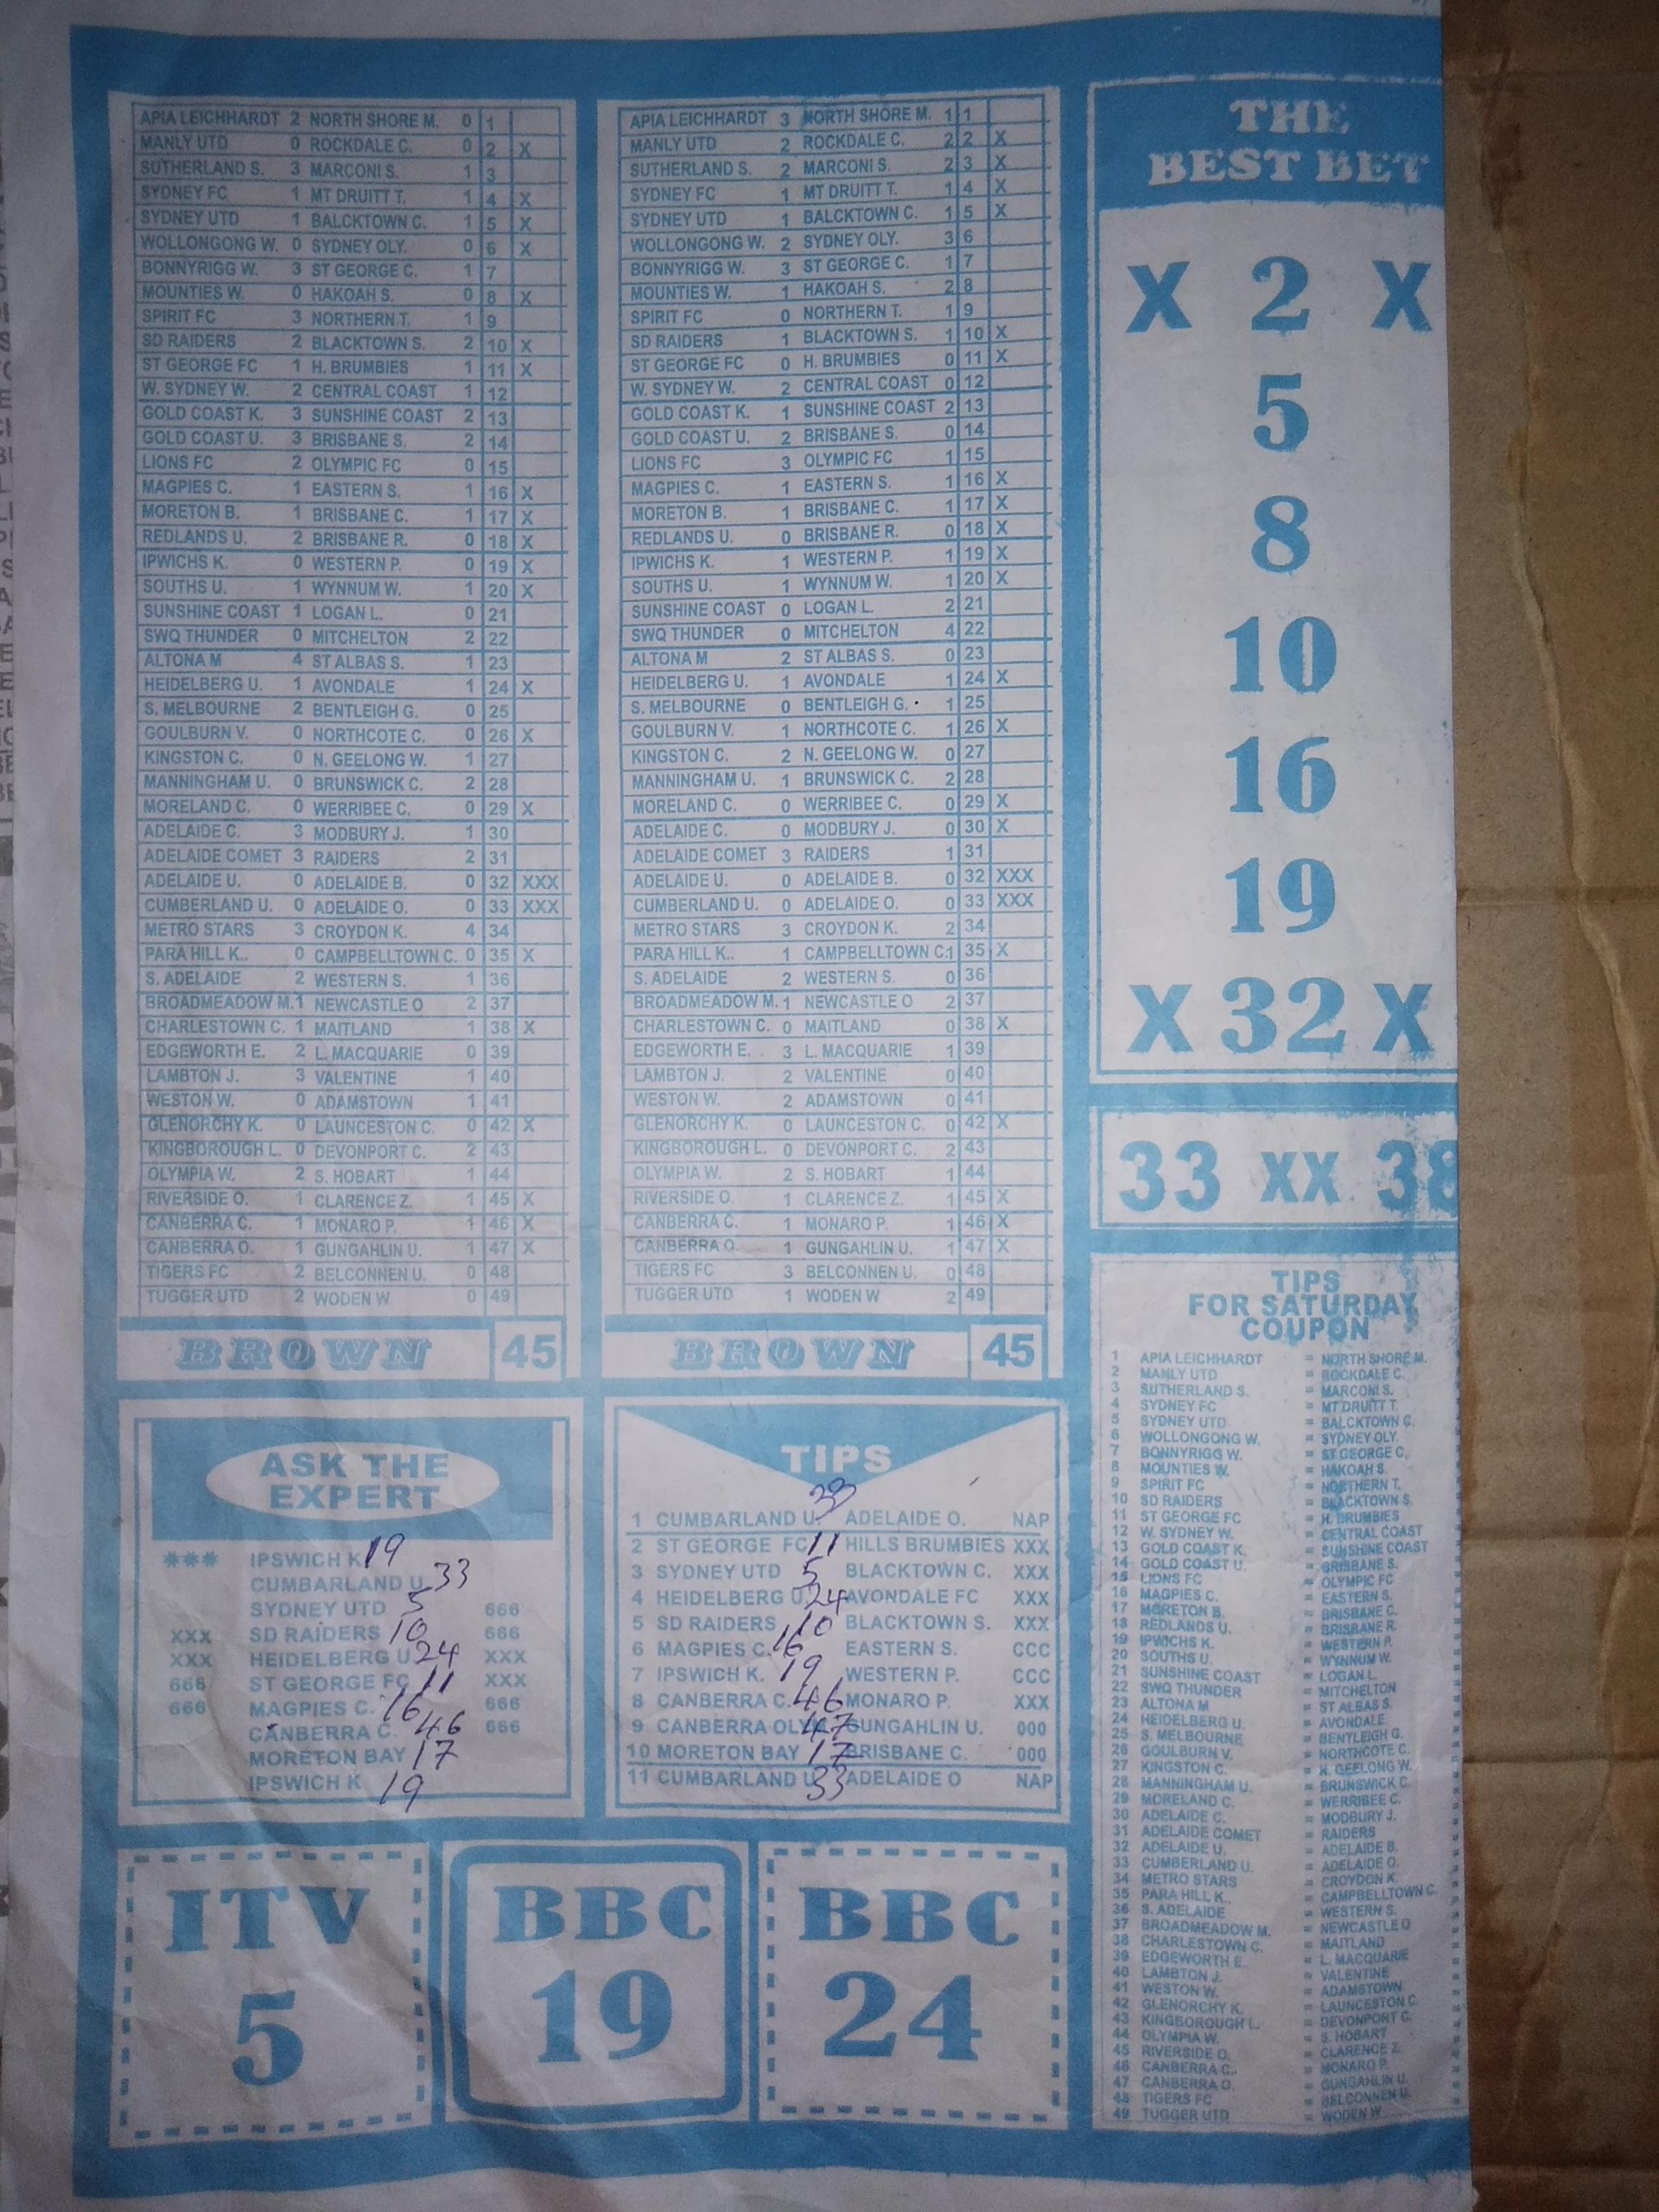 APIA LEICHHARDT 2 NORTH SHORE M. 0 1
MANLY UTD 0 ROCKDALE C. 0 2 X
SUTHERLAND S. 3 MARCONI S. 1 3
SYDNEY FC 1 MT DRUITT T. 1 4 X
SYDNEY UTD 1 BALCKTOWN C. 1 5 X
WOLLONGONG W. 0 SYDNEY OLY. 0 6 X
BONNYRIGG W. 3 ST GEORGE C. 1 7
MOUNTIES W. 0 HAKOAH S. 0 8 X
SPIRIT FC 3 NORTHERN T. 1 9
SD RAIDERS 2 BLACKTOWN S. 2 10 X
ST GEORGE FC 1 H. BRUMBIES 1 11 X
W. SYDNEY W. 2 CENTRAL COAST 1 12
GOLD COAST K. 3 SUNSHINE COAST 2 13
GOLD COAST U. 3 BRISBANE S. 2 14
LIONS FC 2 OLYMPIC FC 0 15
MAGPIES C. 1 EASTERN S. 1 16 X
MORETON B. 1 BRISBANE C. 1 17 X
REDLANDS U. 2 BRISBANE R. 0 18 X
IPWICHS K. 0 WESTERN P. 0 19 X
SOUTHS U. 1 WYNNUM W. 1 20 X
SUNSHINE COAST 1 LOGAN L. 0 21
SWQ THUNDER 0 MITCHELTON 2 22
ALTONA M 4 ST ALBAS S. 1 23
HEIDELBERG U. 1 AVONDALE 1 24 X
S. MELBOURNE 2 BENTLEIGH G. 0 25
GOULBURN V. 0 NORTHCOTE C. 0 26 X
KINGSTON C. 0 N. GEELONG W. 1 27
MANNINGHAM U. 0 BRUNSWICK C. 2 28
MORELAND C. 0 WERRIBEE C. 0 29 X
ADELAIDE C. 3 MODBURY J. 1 30
ADELAIDE COMET 3 RAIDERS 2 31
ADELAIDE U. 0 ADELAIDE B. 0 32 XXX
CUMBERLAND U. 0 ADELAIDE O. 0 33 XXX
METRO STARS 3 CROYDON K. 4 34
PARA HILL K.. 0 CAMPBELLTOWN C. 0 35 X
S. ADELAIDE 2 WESTERN S. 1 36
BROADMEADOW M. 1 NEWCASTLE O 2 37
CHARLESTOWN C. 1 MAITLAND 1 38 X
EDGEWORTH E. 2 L. MACQUARIE 0 39
LAMBTON J. 3 VALENTINE 1 40
WESTON W. 0 ADAMSTOWN 1 41
GLENORCHY K. 0 LAUNCESTON C. 0 42 X
KINGBOROUGH L. 0 DEVONPORT C. 2 43
OLYMPIA W. 2 S. HOBART 1 44
RIVERSIDE O. 1 CLARENCE Z. 1 45 X
CANBERRA C. 1 MONARO P. 1 46 X
CANBERRA O. 1 GUNGAHLIN U. 1 47 X
TIGERS FC 2 BELCONNEN U. 0 48
TUGGER UTD 2 WODEN W 0 49
BROWN 45
APIA LEICHHARDT 3 NORTH SHORE M. 1 1
MANLY UTD 2 ROCKDALE C. 2 2 X
SUTHERLAND S. 2 MARCONI S. 2 3 X
SYDNEY FC 1 MT DRUITT T. 1 4 X
SYDNEY UTD 1 BALCKTOWN C. 1 5 X
WOLLONGONG W. 2 SYDNEY OLY. 3 6
BONNYRIGG W. 3 ST GEORGE C. 1 7
MOUNTIES W. 1 HAKOAH S. 2 8
SPIRIT FC 0 NORTHERN T. 1 9
SD RAIDERS 1 BLACKTOWN S. 1 10 X
ST GEORGE FC 0 H. BRUMBIES 0 11 X
W. SYDNEY W. 2 CENTRAL COAST 0 12
GOLD COAST K. 1 SUNSHINE COAST 2 13
GOLD COAST U. 2 BRISBANE S. 0 14
LIONS FC 3 OLYMPIC FC 1 15
MAGPIES C. 1 EASTERN S. 1 16 X
MORETON B. 1 BRISBANE C. 1 17 X
REDLANDS U. 0 BRISBANE R. 0 18 X
IPWICHS K. 1 WESTERN P. 1 19 X
SOUTHS U. 1 WYNNUM W. 1 20 X
SUNSHINE COAST 0 LOGAN L. 2 21
SWQ THUNDER 0 MITCHELTON 4 22
ALTONA M 2 ST ALBAS S. 0 23
HEIDELBERG U. 1 AVONDALE 1 24 X
S. MELBOURNE 0 BENTLEIGH G. 1 25
GOULBURN V. 1 NORTHCOTE C. 1 26 X
KINGSTON C. 2 N. GEELONG W. 0 27
MANNINGHAM U. 1 BRUNSWICK C. 2 28
MORELAND C. 0 WERRIBEE C. 0 29 X
ADELAIDE C. 0 MODBURY J. 0 30 X
ADELAIDE COMET 3 RAIDERS 1 31
ADELAIDE U. 0 ADELAIDE B. 0 32 XXX
CUMBERLAND U. 0 ADELAIDE O. 0 33 XXX
METRO STARS 3 CROYDON K. 2 34
PARA HILL K.. 1 CAMPBELLTOWN C. 1 35 X
S. ADELAIDE 2 WESTERN S. 0 36
BROADMEADOW M. 1 NEWCASTLE O 2 37
CHARLESTOWN C. 0 MAITLAND 0 38 X
EDGEWORTH E. . 3 L. MACQUARIE 1 39
LAMBTON J. 2 VALENTINE 0 40
WESTON W. 2 ADAMSTOWN 0 41
GLENORCHY K. 0 LAUNCESTON C. 0 42 X
KINGBOROUGH L. 0 DEVONPORT C. 2 43
OLYMPIA W. 2 S. HOBART 1 44
RIVERSIDE O. 1 CLARENCE Z. 1 45 X
CANBERRA C. 1 MONARO P. 1 46 X
CANBERRA O. 1 GUNGAHLIN U. 1 47 X
TIGERS FC 3 BELCONNEN U. 0 48
TUGGER UTD 1 WODEN W 2 49
BROWN 45
THE
BEST BET
X 2 X
5
8
10
16
19
X 32 X
33 XX 38
ASK THE
EXPERT
*** IPSWICH K 19
CUMBARLAND U. 33
SYDNEY UTD 5 666
XXX SD RAIDERS 10 666
XXX HEIDELBERG U 24 XXX
666 ST GEORGE FC 11 XXX
666 MAGPIES C. 16 666
CANBERRA C. 46 666
MORETON BAY 17
IPSWICH K 19
TIPS
33
1 CUMBARLAND U. ADELAIDE O. NAP
2 ST GEORGE FC 11 HILLS BRUMBIES XXX
3 SYDNEY UTD 5 BLACKTOWN C. XXX
4 HEIDELBERG U. 24 AVONDALE FC XXX
5 SD RAIDERS 10 BLACKTOWN S. XXX
6 MAGPIES C. 16 EASTERN S. CCC
7 IPSWICH K. 19 WESTERN P. CCC
8 CANBERRA C. 46 MONARO P. XXX
9 CANBERRA 47 GUNGAHLIN U. 000
10 MORETON BAY 17 BRISBANE C. 000
11 CUMBARLAND U 33 ADELAIDE O NAP
TIPS
FOR SATURDAY
COUPON
1 APIA LEICHHARDT = NORTH SHORE M.
2 MANLY UTD = ROCKDALE C.
3 SUTHERLAND S. = MARCONI S.
4 SYDNEY FC = MT DRUITT T.
5 SYDNEY UTD = BALCKTOWN C.
6 WOLLONGONG W. = SYDNEY OLY.
7 BONNYRIGG W. = ST GEORGE C.
8 MOUNTIES W. = HAKOAH S.
9 SPIRIT FC = NORTHERN T.
10 SD RAIDERS = BLACKTOWN S.
11 ST GEORGE FC = H. BRUMBIES
12 W. SYDNEY W. = CENTRAL COAST
13 GOLD COAST K. = SUNSHINE COAST
14 GOLD COAST U. = BRISBANE S.
15 LIONS FC = OLYMPIC FC
16 MAGPIES C. = EASTERN S.
17 MORETON B. = BRISBANE C.
18 REDLANDS U. = BRISBANE R.
19 IPWICHS K. = WESTERN P.
20 SOUTHS U. = WYNNUM W.
21 SUNSHINE COAST = LOGAN L.
22 SWQ THUNDER = MITCHELTON
23 ALTONA M = ST ALBAS S.
24 HEIDELBERG U. = AVONDALE
25 S. MELBOURNE = BENTLEIGH G.
26 GOULBURN V. = NORTHCOTE C.
27 KINGSTON C. = N. GEELONG W.
28 MANNINGHAM U. = BRUNSWICK C.
29 MORELAND C. = WERRIBEE C.
30 ADELAIDE C. = MODBURY J.
31 ADELAIDE COMET = RAIDERS
32 ADELAIDE U. = ADELAIDE B.
33 CUMBERLAND U. = ADELAIDE O.
34 METRO STARS = CROYDON K.
35 PARA HILL K.. = CAMPBELLTOWN C.
36 S. ADELAIDE = WESTERN S.
37 BROADMEADOW M. = NEWCASTLE O
38 CHARLESTOWN C. = MAITLAND
39 EDGEWORTH E. = L. MACQUARIE
40 LAMBTON J. = VALENTINE
41 WESTON W. = ADAMSTOWN
42 GLENORCHY K. = LAUNCESTON C.
43 KINGBOROUGH L. = DEVONPORT C.
44 OLYMPIA W. = S. HOBART
45 RIVERSIDE O. = CLARENCE Z.
46 CANBERRA C. = MONARO P.
47 CANBERRA O. = GUNGAHLIN U.
48 TIGERS FC = BELCONNEN U.
49 TUGGER UTD = WODEN W
ITV
5
BBC
19
BBC
24